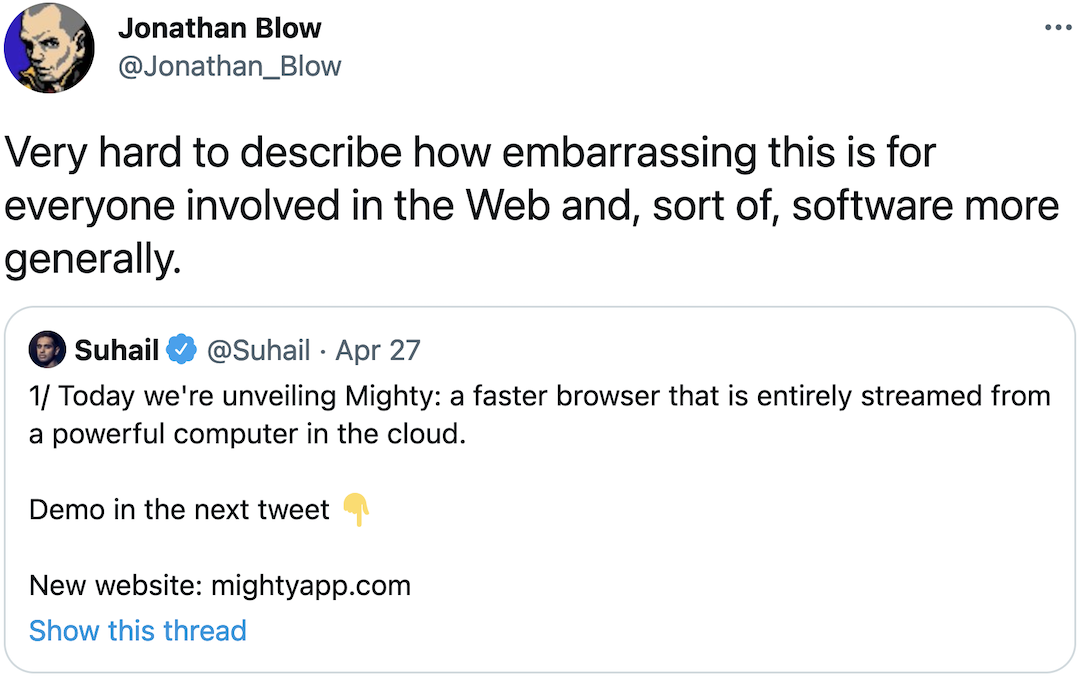 Jonathan Blow
@Jonathan_Blow
Very hard to describe how embarrassing this is for
everyone involved in the Web and, sort of, software more
generally.
Suhail @Suhail · Apr 27
1/ Today we're unveiling Mighty: a faster browser that is entirely streamed from
a powerful computer in the cloud.
Demo in the next tweet 👇
New website: mightyapp.com
Show this thread